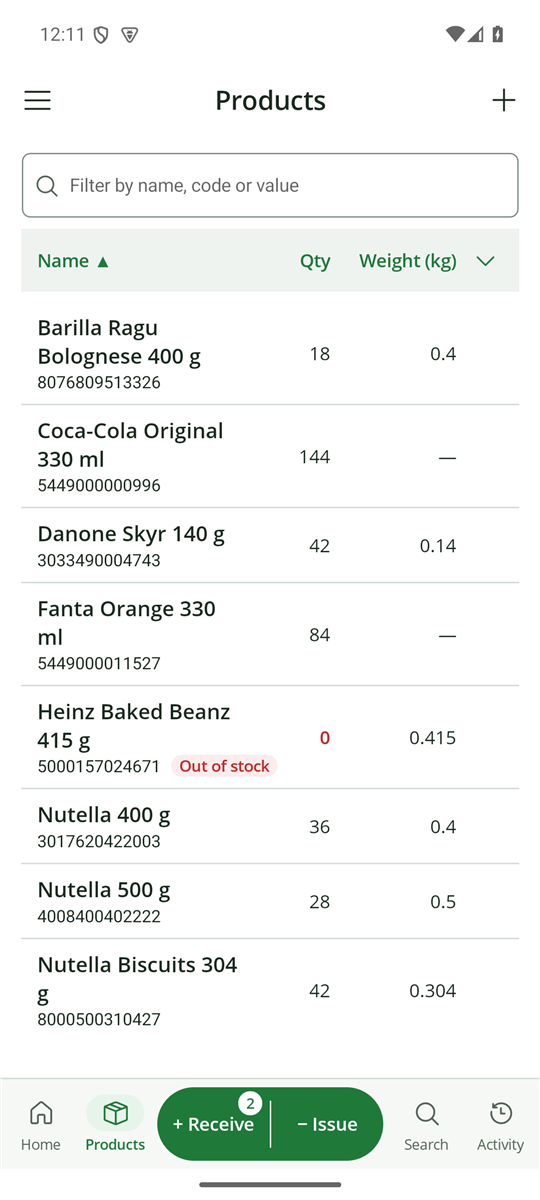 12:11
Products
Filter by name, code or value
Name ▲ Qty Weight (kg)
Barilla Ragu
Bolognese 400 g
18 0.4
8076809513326
Coca-Cola Original
330 ml
144 —
5449000000996
Danone Skyr 140 g
42 0.14
3033490004743
Fanta Orange 330
ml
84 —
5449000011527
Heinz Baked Beanz
415 g
0 0.415
5000157024671 Out of stock
Nutella 400 g
36 0.4
3017620422003
Nutella 500 g
28 0.5
4008400402222
Nutella Biscuits 304
g
42 0.304
8000500310427
2
+ Receive − Issue
Home Products Search Activity